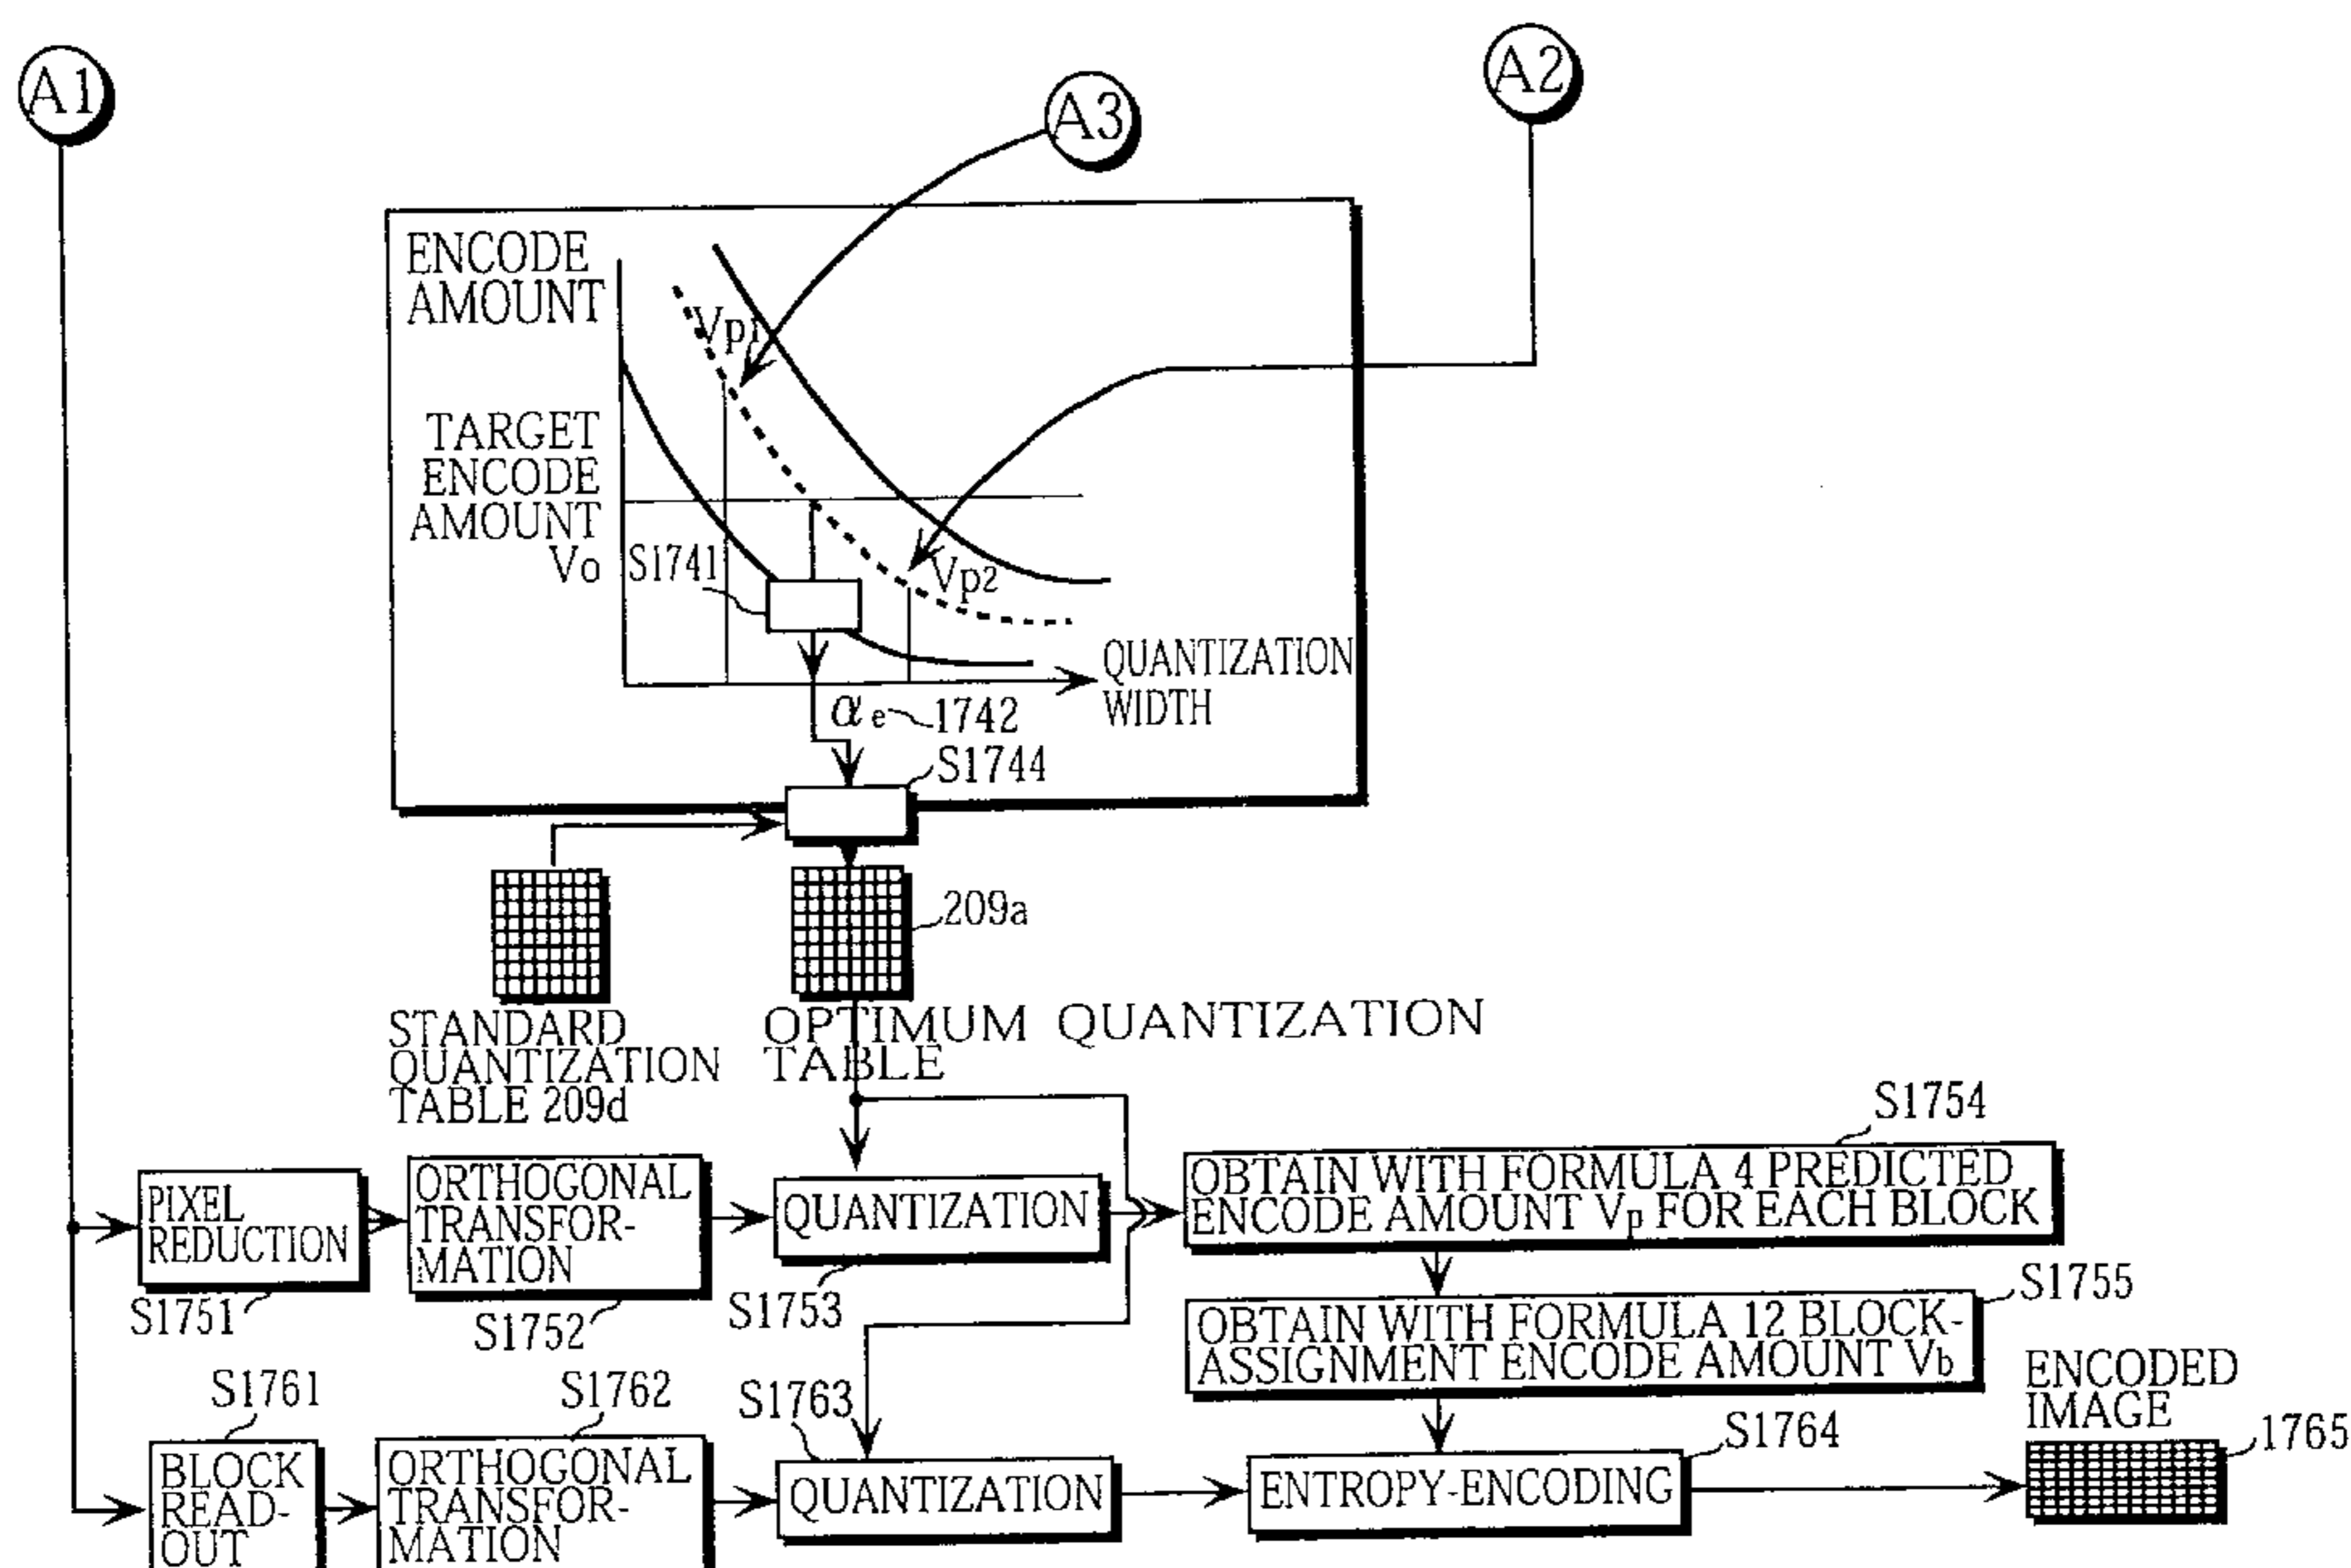 A1
A3
A2
ENCODE
AMOUNT
Vp1
TARGET
ENCODE
AMOUNT
Vo
S1741
Vp2
QUANTIZATION
WIDTH
αe 1742
S1744
209a
STANDARD
QUANTIZATION
TABLE 209d
OPTIMUM QUANTIZATION
TABLE
S1754
PIXEL
REDUCTION
ORTHOGONAL
TRANSFOR-
MATION
QUANTIZATION
OBTAIN WITH FORMULA 4 PREDICTED
ENCODE AMOUNT Vp FOR EACH BLOCK
S1751
S1752
S1753
S1755
OBTAIN WITH FORMULA 12 BLOCK-
ASSIGNMENT ENCODE AMOUNT Vb
S1761
S1762
S1763
S1764
ENCODED
IMAGE
1765
BLOCK
READ-
OUT
ORTHOGONAL
TRANSFOR-
MATION
QUANTIZATION
ENTROPY-ENCODING